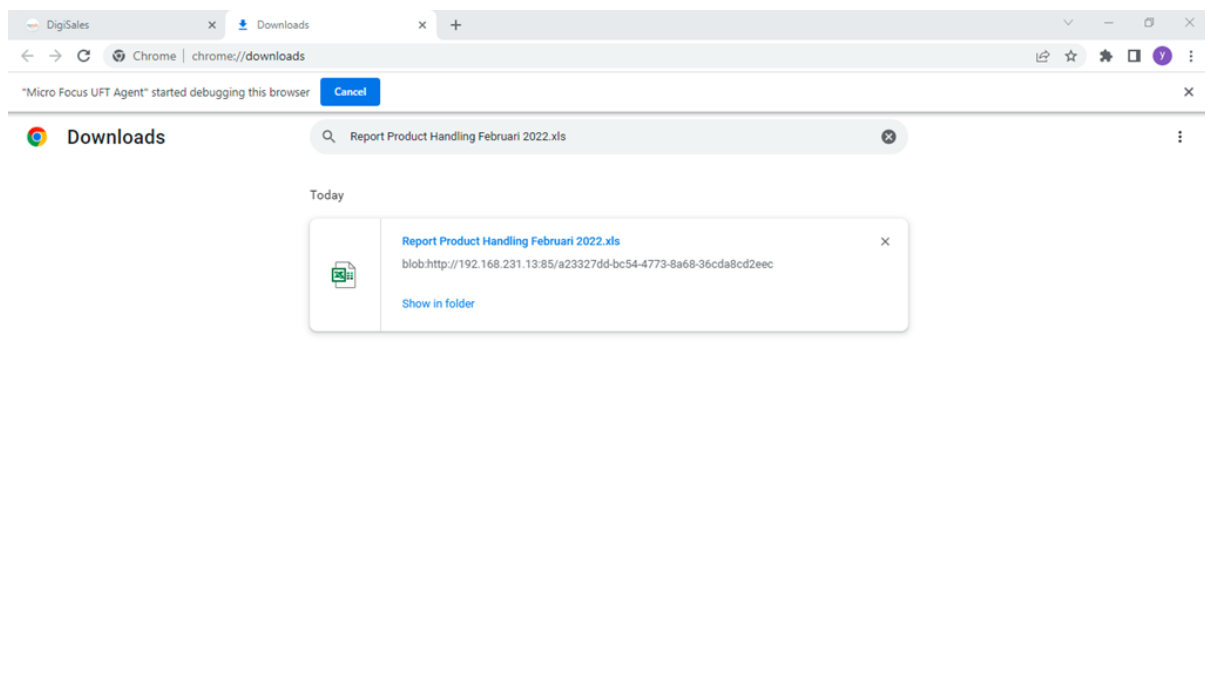 DigiSales
Downloads
Chrome | chrome://downloads
y
"Micro Focus UFT Agent" started debugging this browser Cancel
Downloads
Report Product Handling Februari 2022.xls
Today
Report Product Handling Februari 2022.xls
blob:http://192.168.231.13:85/a23327dd-bc54-4773-8a68-36cda8cd2eec
Show in folder